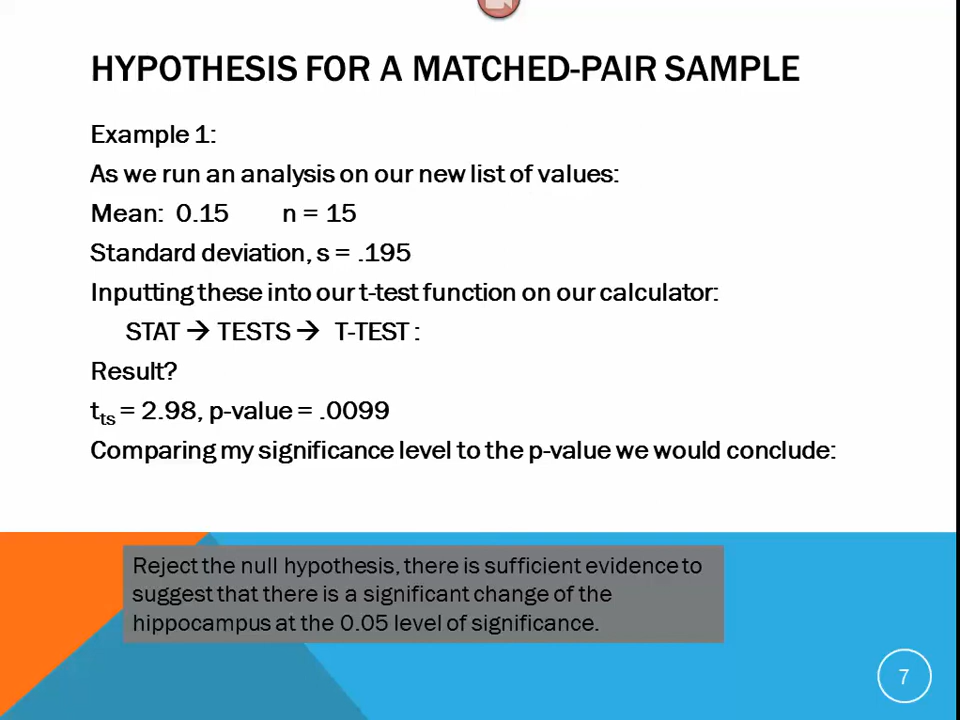 HYPOTHESIS FOR A MATCHED-PAIR SAMPLE
Example 1:
As we run an analysis on our new list of values:
Mean: 0.15 n = 15
Standard deviation, s = .195
Inputting these into our t-test function on our calculator:
STAT → TESTS → T-TEST :
Result?
tts = 2.98, p-value = .0099
Comparing my significance level to the p-value we would conclude:
Reject the null hypothesis, there is sufficient evidence to
suggest that there is a significant change of the
hippocampus at the 0.05 level of significance.
7